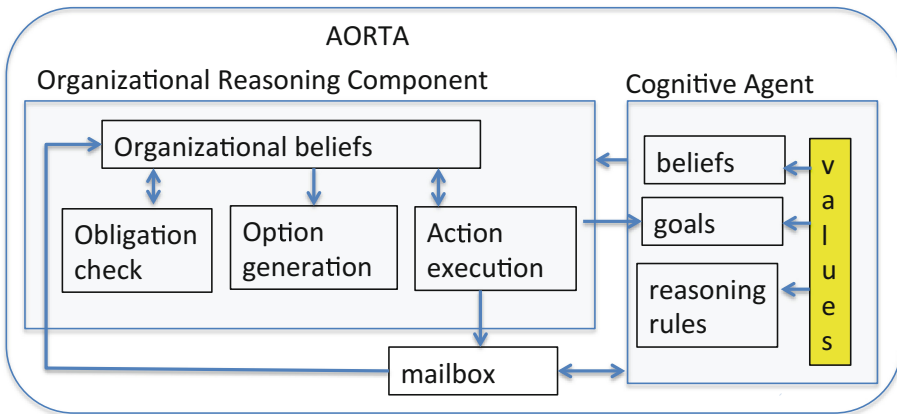 AORTA
Organizational Reasoning Component
Organizational beliefs
Obligation
check
Option
generation
Action
execution
mailbox
Cognitive Agent
beliefs
goals
reasoning
rules
v
a
l
u
e
s